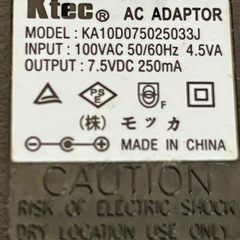 Ktec AC ADAPTOR
MODEL: KA10D075025033J
INPUT : 100VAC 50/60Hz 4.5VA
OUTPUT : 7.5VDC 250mA
PSE
(株) モッカ
MADE IN CHINA
CAUTION
RISK OF ELECTRIC SHOCK
DRY LOCATION USE ONLY